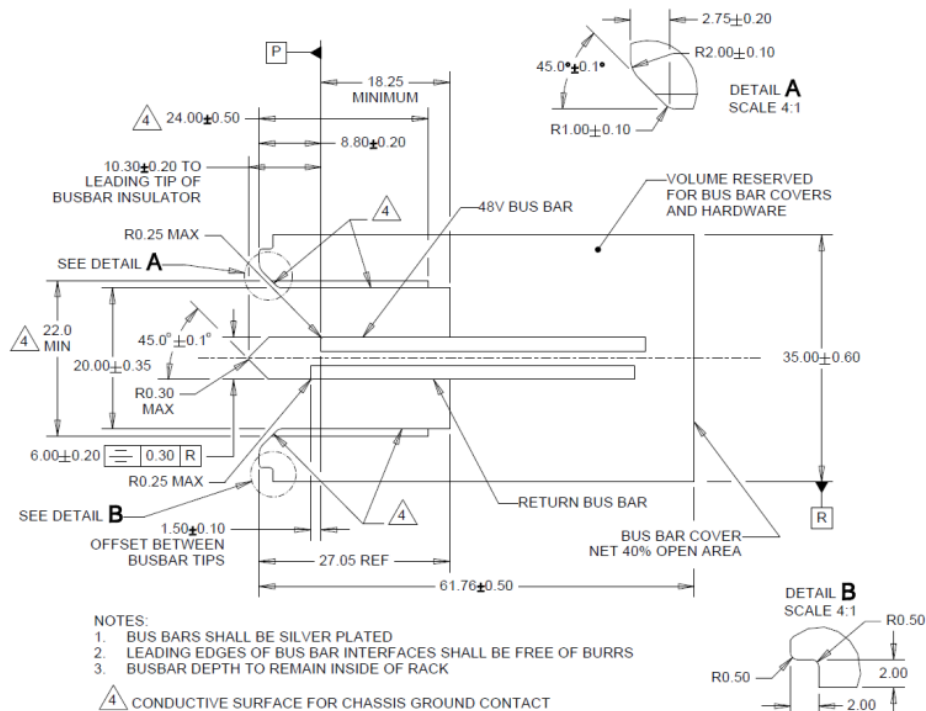 2.75±0.20
P
R2.00±0.10
18.25
MINIMUM
45.0°±0.1°
DETAIL A
SCALE 4:1
4 24.00±0.50
R1.00±0.10
8.80±0.20
10.30±0.20 TO
LEADING TIP OF
BUSBAR INSULATOR
4
48V BUS BAR
VOLUME RESERVED
FOR BUS BAR COVERS
AND HARDWARE
R0.25 MAX
SEE DETAIL A
4 22.0
MIN
45.0°±0.1°
20.00±0.35
35.00±0.60
R0.30
MAX
6.00±0.20 0.30 R
R0.25 MAX
SEE DETAIL B
4
RETURN BUS BAR
R
1.50±0.10
OFFSET BETWEEN
BUSBAR TIPS
27.05 REF
BUS BAR COVER
NET 40% OPEN AREA
61.76±0.50
DETAIL B
SCALE 4:1
R0.50
R0.50
2.00
2.00
NOTES:
1. BUS BARS SHALL BE SILVER PLATED
2. LEADING EDGES OF BUS BAR INTERFACES SHALL BE FREE OF BURRS
3. BUSBAR DEPTH TO REMAIN INSIDE OF RACK
4 CONDUCTIVE SURFACE FOR CHASSIS GROUND CONTACT